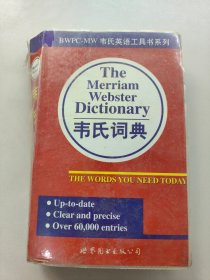 BWPC-MW 韦氏英语工具书系列
The
Merriam
Webster
Dictionary
韦氏词典
THE WORDS YOU NEED TODAY
• Up-to-date
• Clear and precise
• Over 60,000 entries
世界图书出版公司